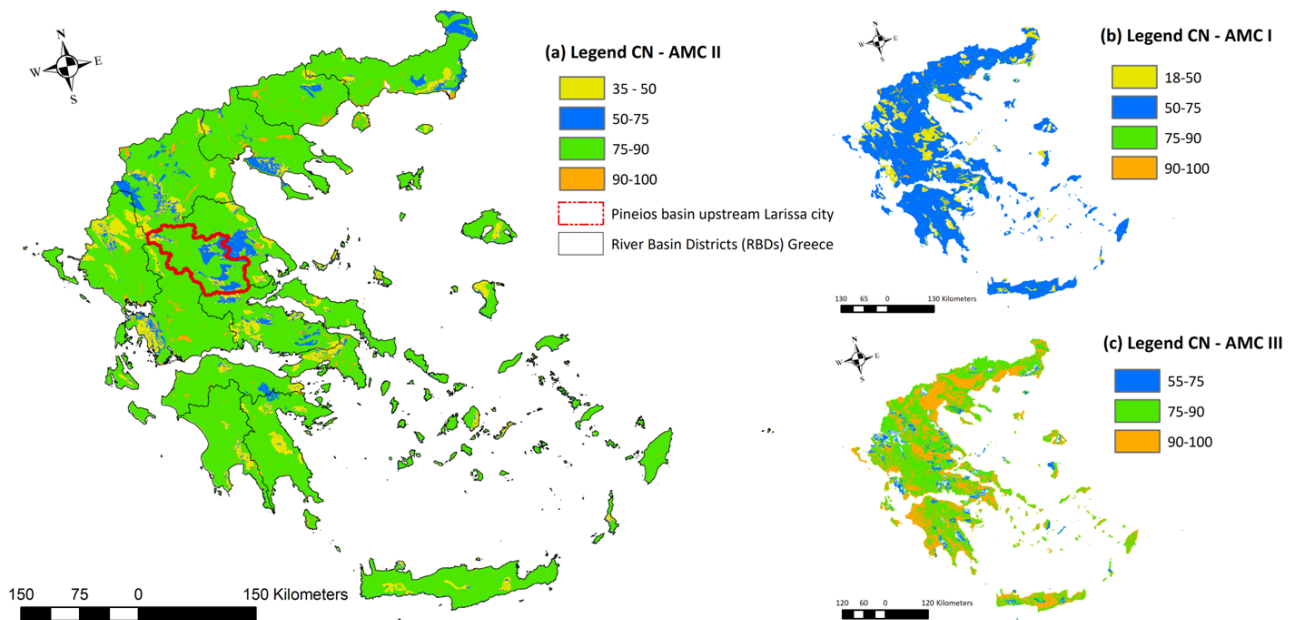 N
W
E
S
(a) Legend CN - AMC II
35 - 50
50-75
75-90
90-100
Pineios basin upstream Larissa city
River Basin Districts (RBDs) Greece
150 75 0 150 Kilometers
N
W
E
S
(b) Legend CN - AMC I
18-50
50-75
75-90
90-100
130 65 0 130 Kilometers
N
W
E
S
(c) Legend CN - AMC III
55-75
75-90
90-100
120 60 0 120 Kilometers